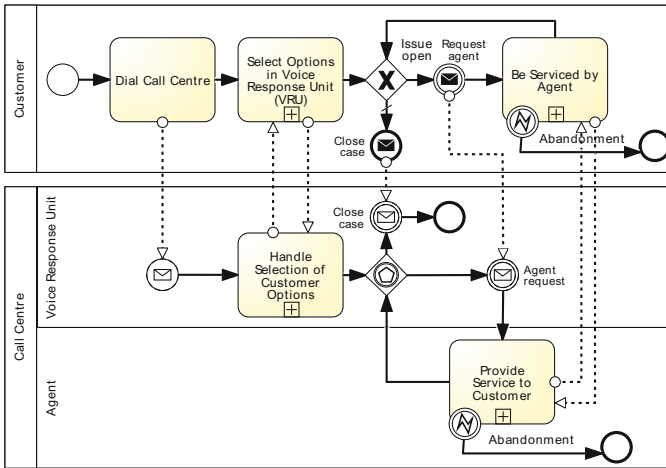 Customer
Dial Call Centre
Select Options
in Voice
Response Unit
(VRU)
Issue
open
Request
agent
Be Serviced by
Agent
Abandonment
Close
case
Call Centre
Voice Response Unit
Close
case
Handle
Selection of
Customer
Options
Agent
request
Agent
Provide
Service to
Customer
Abandonment